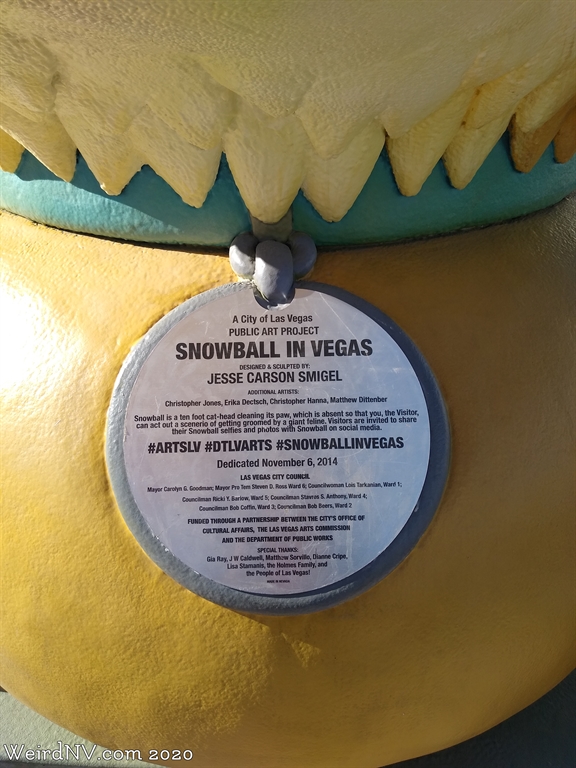 A City of Las Vegas
PUBLIC ART PROJECT
SNOWBALL IN VEGAS
DESIGNED & SCULPTED BY:
JESSE CARSON SMIGEL
ADDITIONAL ARTISTS:
Christopher Jones, Erika Dectsch, Christopher Hanna, Matthew Dittenber
Snowball is a ten foot cat-head cleaning its paw, which is absent so that you, the Visitor,
can act out a scenerio of getting groomed by a giant feline. Visitors are invited to share
their Snowball selfies and photos with Snowball on social media.
#ARTSLV #DTLVARTS #SNOWBALLINVEGAS
Dedicated November 6, 2014
LAS VEGAS CITY COUNCIL
Mayor Carolyn G. Goodman; Mayor Pro Tem Steven D. Ross Ward 6; Councilwoman Lois Tarkanian, Ward 1;
Councilman Ricki Y. Barlow, Ward 5; Councilman Stavros S. Anthony, Ward 4;
Councilman Bob Coffin, Ward 3; Councilman Bob Beers, Ward 2
FUNDED THROUGH A PARTNERSHIP BETWEEN THE CITY'S OFFICE OF
CULTURAL AFFAIRS, THE LAS VEGAS ARTS COMMISSION
AND THE DEPARTMENT OF PUBLIC WORKS
SPECIAL THANKS:
Gia Ray, J W Caldwell, Matthew Sorvillo, Dianne Cripe,
Lisa Stamanis, the Holmes Family, and
the People of Las Vegas!
MADE IN NEVADA
WeirdNV.com 2020